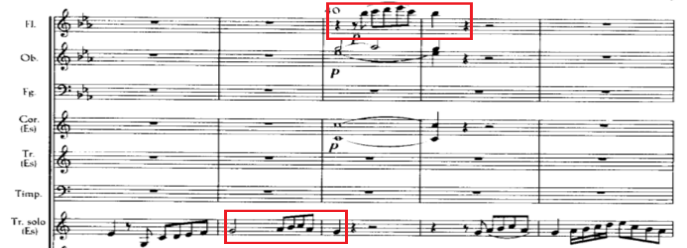 Fl.
p
Ob.
p
Fg.
Cor.
(Es)
p
Tr.
(Es)
Timp.
Tr. solo
(Es)